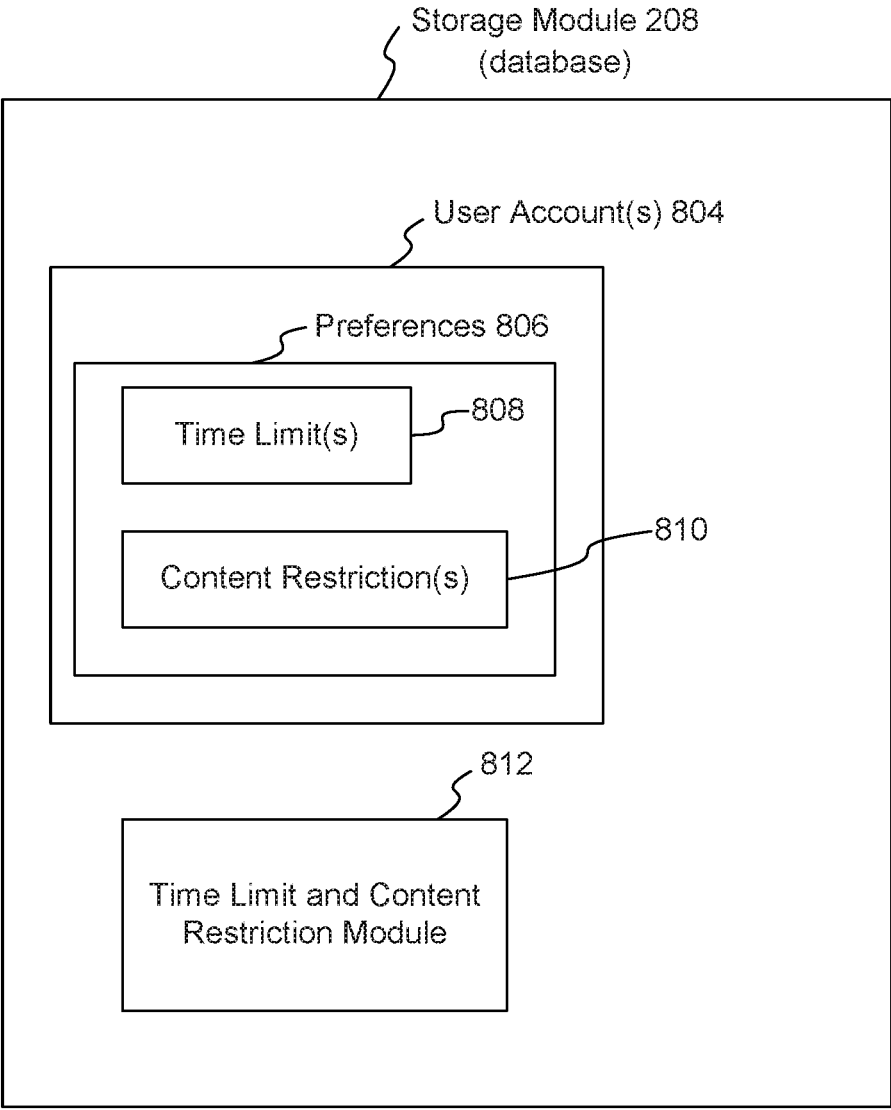 Storage Module 208
(database)
User Account(s) 804
Preferences 806
Time Limit(s)
808
Content Restriction(s)
810
812
Time Limit and Content
Restriction Module